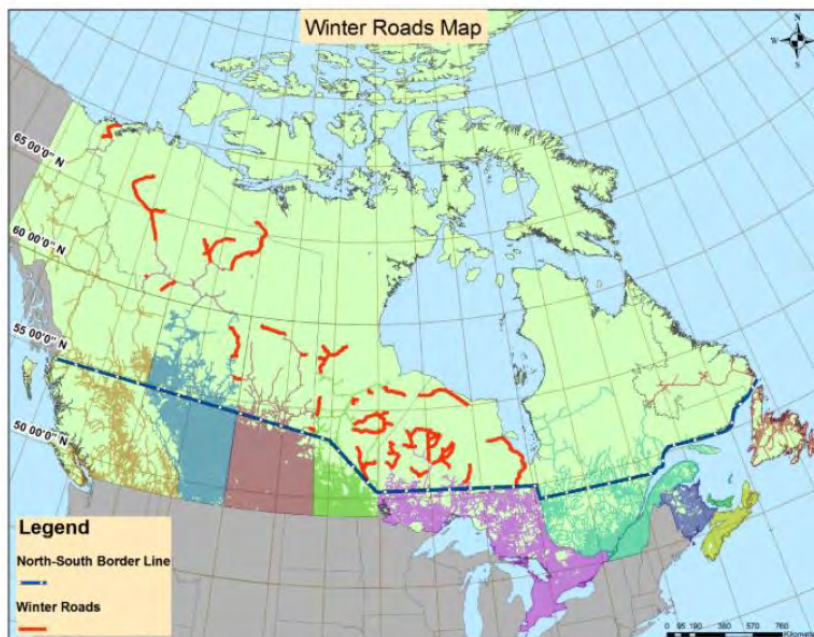 Winter Roads Map
N
W
E
S
65 00'0" N
60 00'0" N
55 00'0" N
50 00'0" N
Legend
North-South Border Line
Winter Roads
0 95 190 380 570 760